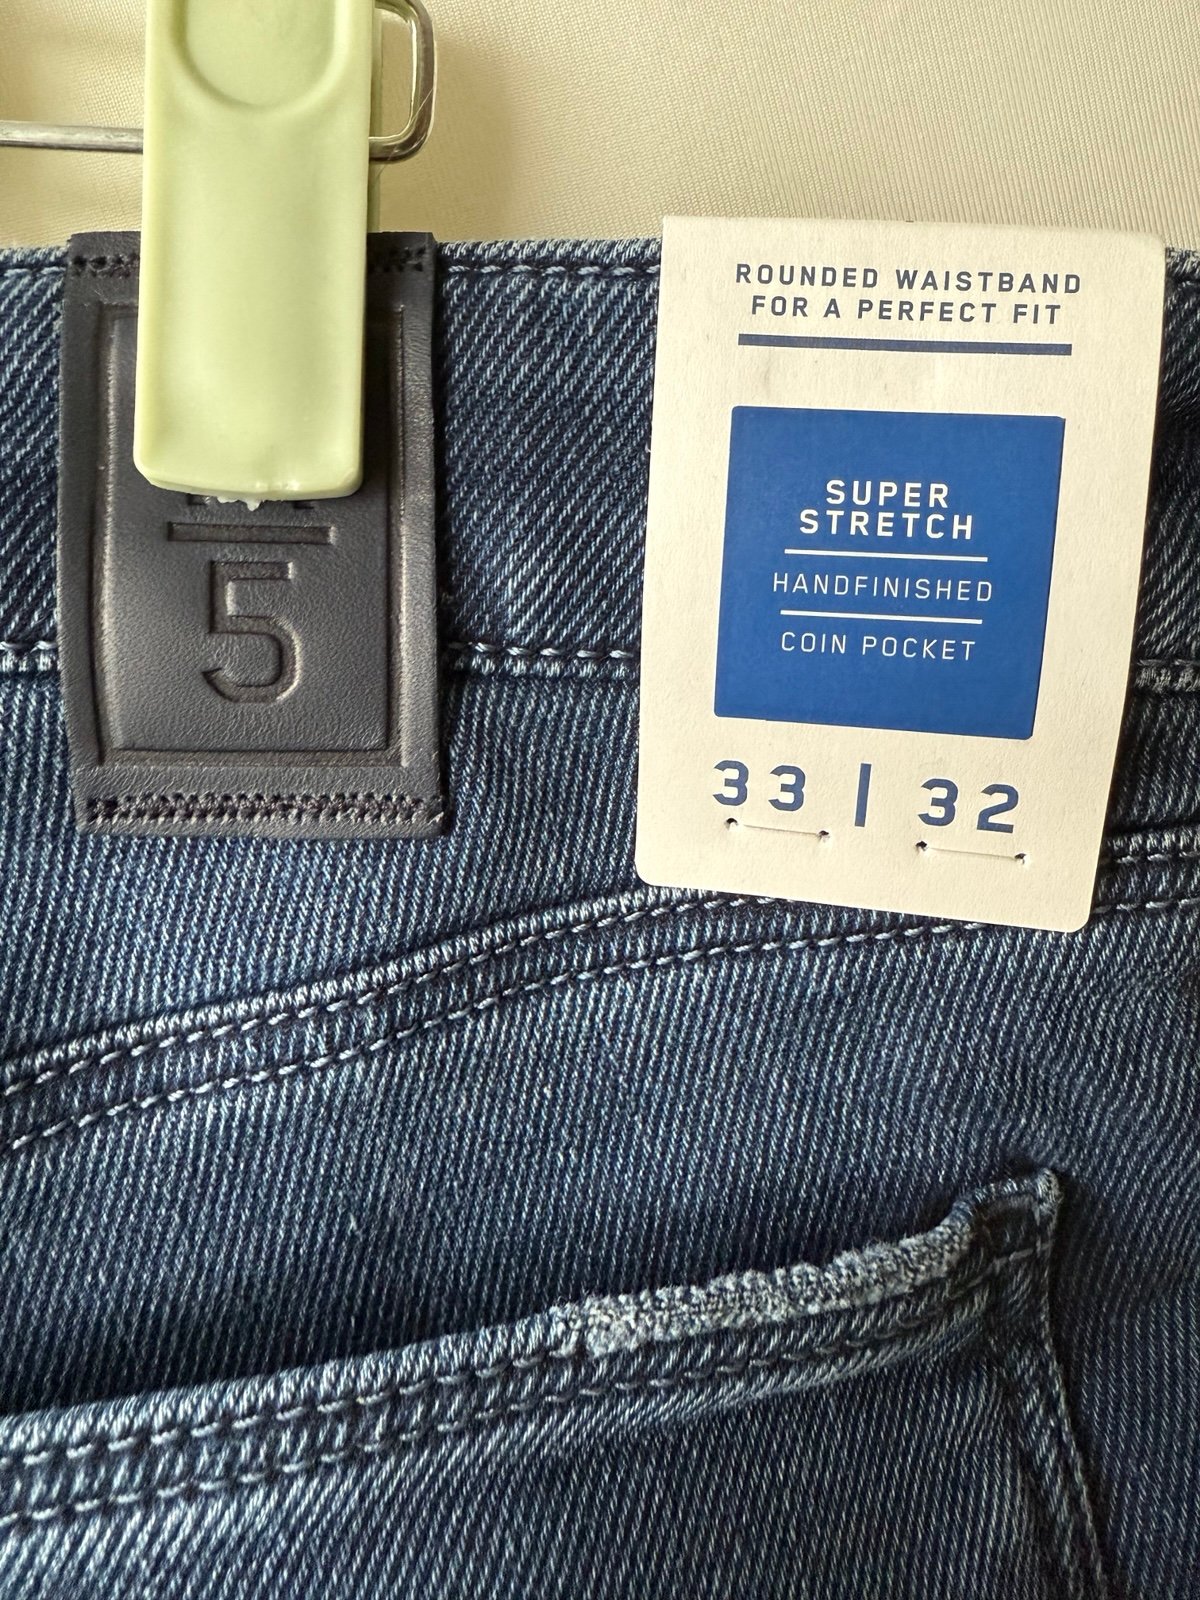 5
ROUNDED WAISTBAND
FOR A PERFECT FIT
SUPER
STRETCH
HANDFINISHED
COIN POCKET
33 | 32